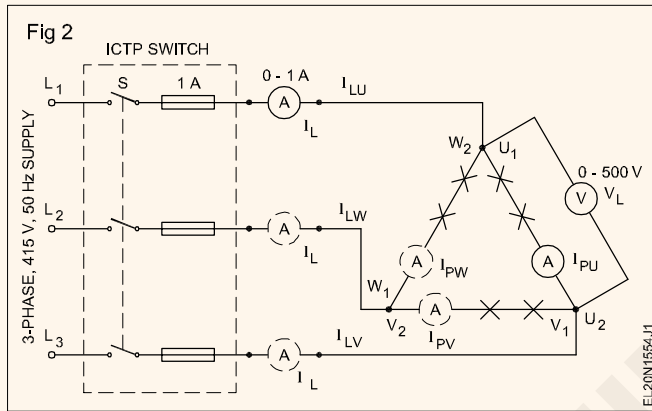 Fig 2
ICTP SWITCH
3-PHASE, 415 V, 50 Hz SUPPLY
L1
S
1 A
0 - 1 A
A
IL
ILU
W2
U1
0 - 500 V
V
VL
L2
A
IL
ILW
A
IPW
A
IPU
W1
V2
A
IPV
V1
U2
L3
A
IL
ILV
EL20N1554J1